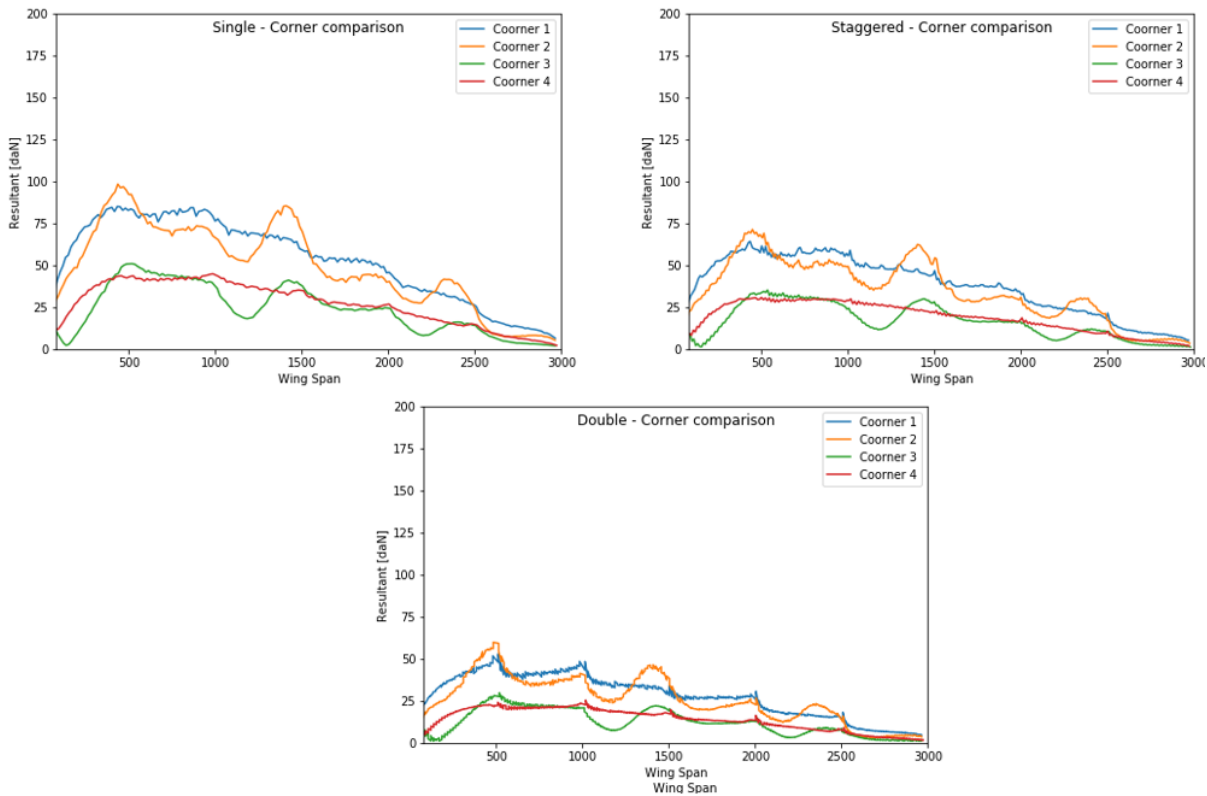 Single - Corner comparison
Coorner 1
Coorner 2
Coorner 3
Coorner 4
Resultant [daN]
200
175
150
125
100
75
50
25
0
500 1000 1500 2000 2500 3000
Wing Span
Staggered - Corner comparison
Coorner 1
Coorner 2
Coorner 3
Coorner 4
Resultant [daN]
200
175
150
125
100
75
50
25
0
500 1000 1500 2000 2500 3000
Wing Span
Double - Corner comparison
Coorner 1
Coorner 2
Coorner 3
Coorner 4
Resultant [daN]
200
175
150
125
100
75
50
25
0
500 1000 1500 2000 2500 3000
Wing Span
Wing Span